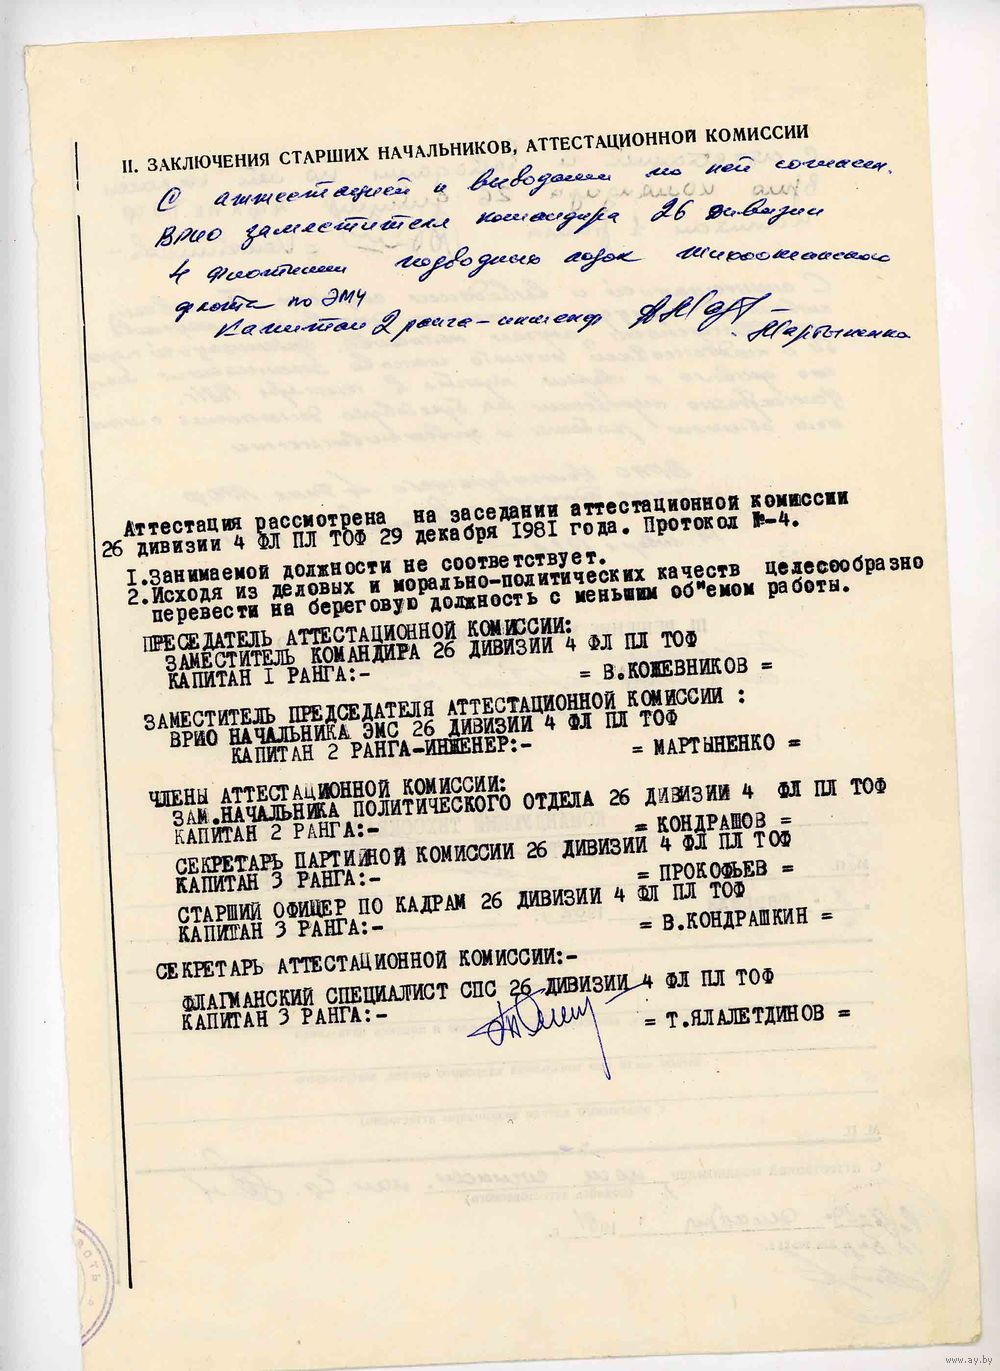 II. ЗАКЛЮЧЕНИЯ СТАРШИХ НАЧАЛЬНИКОВ, АТТЕСТАЦИОННОЙ КОМИССИИ
С аттестацией и выводами по ней согласен.
ВРИО заместителя командира 26 дивизии
4 флотилии подводных лодок Тихоокеанского
флота по ЭМЧ
Капитан 2 ранга-инженер
Мартыненко
Аттестация рассмотрена на заседании аттестационной комиссии
26 дивизии 4 ФЛ ПЛ ТОФ 29 декабря 1981 года. Протокол №-4.
I.Занимаемой должности не соответствует.
2.Исходя из деловых и морально-политических качеств целесообразно
перевести на береговую должность с меньшим об"емом работы.
ПРЕСЕДАТЕЛЬ АТТЕСТАЦИОННОЙ КОМИССИИ:
ЗАМЕСТИТЕЛЬ КОМАНДИРА 26 ДИВИЗИИ 4 ФЛ ПЛ ТОФ
КАПИТАН I РАНГА:- = В.КОЖЕВНИКОВ =
ЗАМЕСТИТЕЛЬ ПРЕДСЕДАТЕЛЯ АТТЕСТАЦИОННОЙ КОМИССИИ :
ВРИО НАЧАЛЬНИКА ЭМС 26 ДИВИЗИИ 4 ФЛ ПЛ ТОФ
КАПИТАН 2 РАНГА-ИНЖЕНЕР:- = МАРТЫНЕНКО =
ЧЛЕНЫ АТТЕСТАЦИОННОЙ КОМИССИИ:
ЗАМ.НАЧАЛЬНИКА ПОЛИТИЧЕСКОГО ОТДЕЛА 26 ДИВИЗИИ 4 ФЛ ПЛ ТОФ
КАПИТАН 2 РАНГА:- = КОНДРАШОВ =
СЕКРЕТАРЬ ПАРТИЙНОЙ КОМИССИИ 26 ДИВИЗИИ 4 ФЛ ПЛ ТОФ
КАПИТАН 3 РАНГА:- = ПРОКОФЬЕВ =
СТАРШИЙ ОФИЦЕР ПО КАДРАМ 26 ДИВИЗИИ 4 ФЛ ПЛ ТОФ
КАПИТАН 3 РАНГА:- = В.КОНДРАШКИН =
СЕКРЕТАРЬ АТТЕСТАЦИОННОЙ КОМИССИИ:-
ФЛАГМАНСКИЙ СПЕЦИАЛИСТ СПС 26 ДИВИЗИИ 4 ФЛ ПЛ ТОФ
КАПИТАН 3 РАНГА:- = Т.ЯЛАЛЕТДИНОВ =
www.ay.by